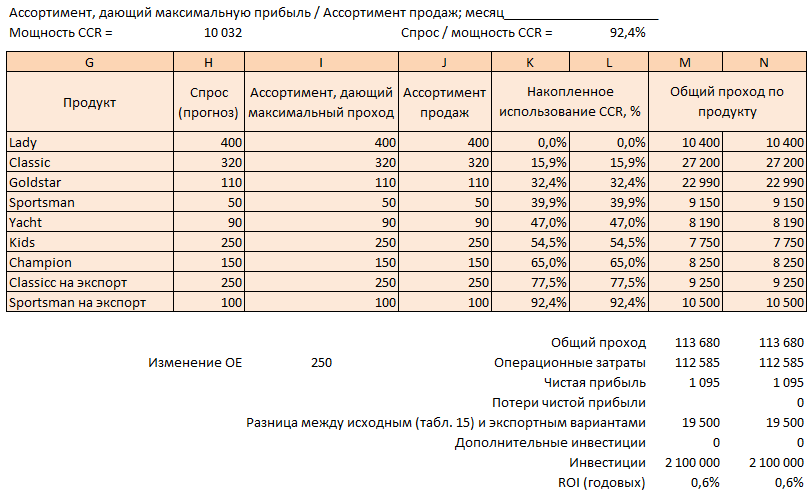 Ассортимент, дающий максимальную прибыль / Ассортимент продаж; месяц____________________
Мощность CCR = 10 032 Спрос / мощность CCR = 92,4%
G H I J K L M N
Продукт Спрос (прогноз) Ассортимент, дающий максимальный проход Ассортимент продаж Накопленное использование CCR, % Общий проход по продукту
Lady 400 400 400 0,0% 0,0% 10 400 10 400
Classic 320 320 320 15,9% 15,9% 27 200 27 200
Goldstar 110 110 110 32,4% 32,4% 22 990 22 990
Sportsman 50 50 50 39,9% 39,9% 9 150 9 150
Yacht 90 90 90 47,0% 47,0% 8 190 8 190
Kids 250 250 250 54,5% 54,5% 7 750 7 750
Champion 150 150 150 65,0% 65,0% 8 250 8 250
Classicc на экспорт 250 250 250 77,5% 77,5% 9 250 9 250
Sportsman на экспорт 100 100 100 92,4% 92,4% 10 500 10 500
Общий проход 113 680 113 680
Изменение OE 250 Операционные затраты 112 585 112 585
Чистая прибыль 1 095 1 095
Потери чистой прибыли 0
Разница между исходным (табл. 15) и экспортным вариантами 19 500 19 500
Дополнительные инвестиции 0 0
Инвестиции 2 100 000 2 100 000
ROI (годовых) 0,6% 0,6%